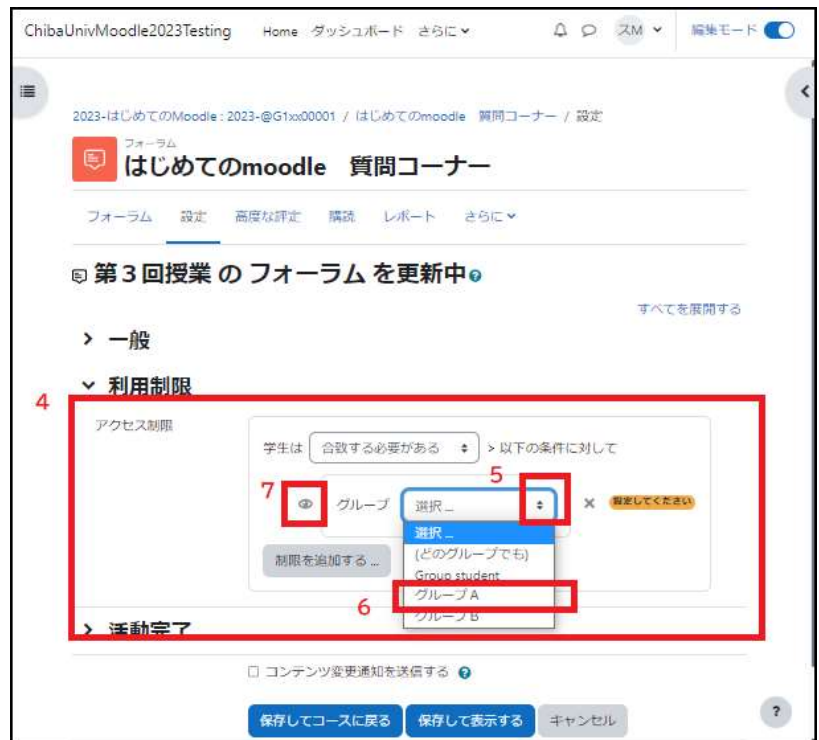 ChibaUnivMoodle2023Testing Home ダッシュボード さらに スM 編集モード
2023-はじめてのMoodle : 2023-@G1xx00001 / はじめてのmoodle 質問コーナー / 設定
フォーラム
はじめてのmoodle 質問コーナー
フォーラム 設定 高度な評定 購読 レポート さらに
第３回授業 の フォーラム を更新中
すべてを展開する
一般
利用制限
4
アクセス制限
学生は 合致する必要がある > 以下の条件に対して
5
7
グループ 選択 ... × 設定してください
選択 ...
(どのグループでも)
制限を追加する ...
Group student
グループA
6
グループB
活動完了
コンテンツ変更通知を送信する
保存してコースに戻る 保存して表示する キャンセル ?